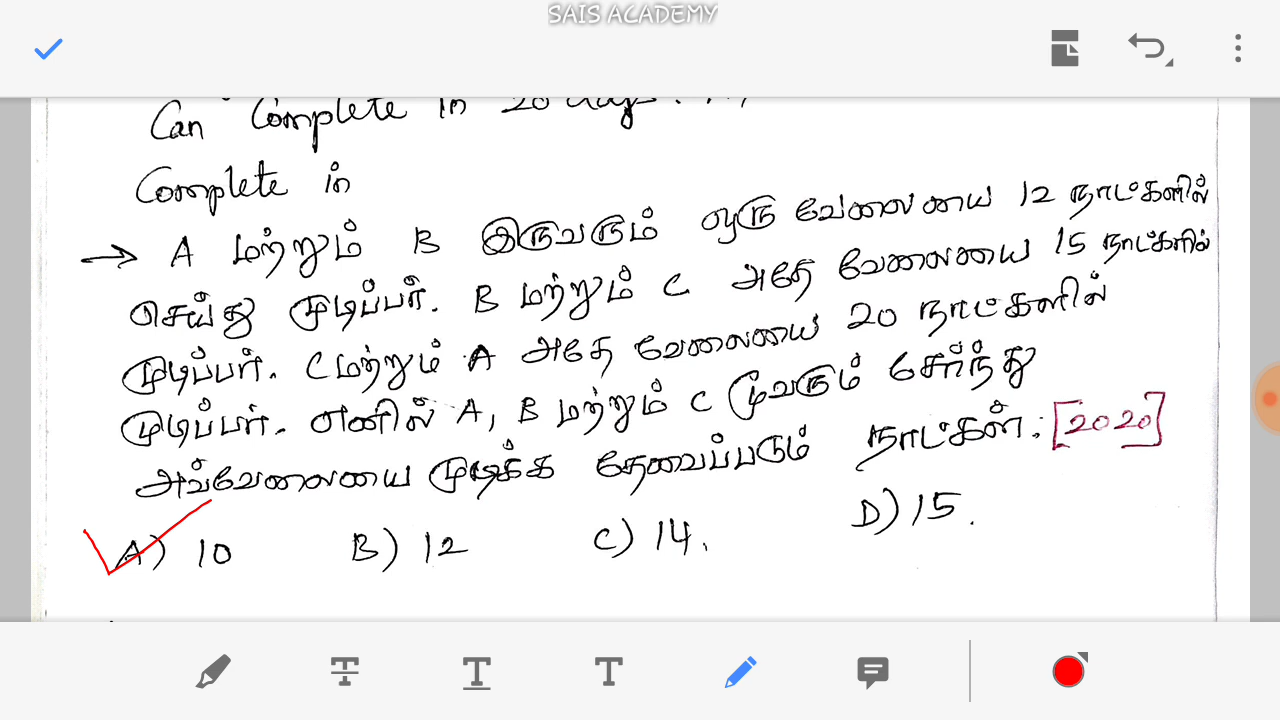 SAIS ACADEMY
Can Complete in 20
Complete in
→ A மற்றும் B இருவரும் ஒரு வேலையை 12 நாட்களில்
செய்து முடிப்பர். B மற்றும் C அதே வேலையை 15 நாட்களில்
முடிப்பர். C மற்றும் A அதே வேலையை 20 நாட்களில்
முடிப்பர். எனில் A, B மற்றும் C மூவரும் சேர்ந்து
அவ்வேலையை முடிக்க தேவைப்படும் நாட்கள்: [2020]
A) 10 B) 12 C) 14. D) 15.